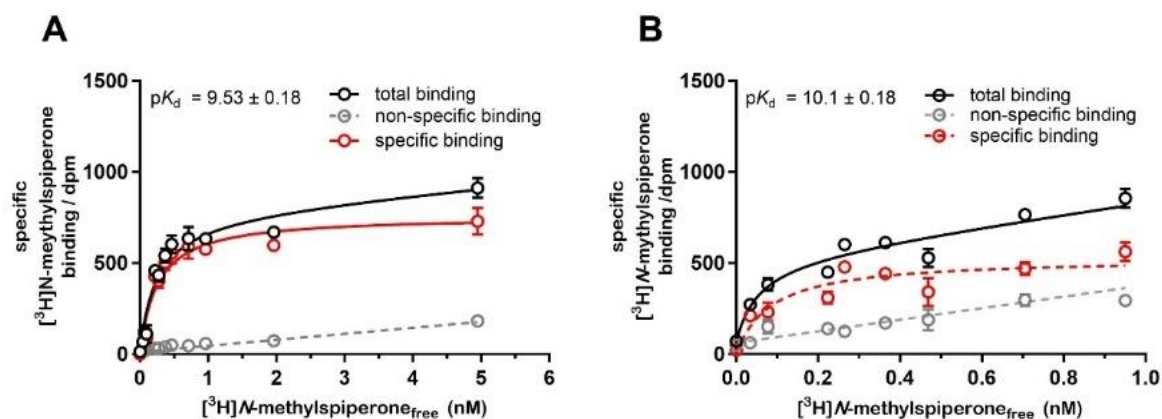 A
1500
1000
500
0
specific
[³H]N-meythylspiperone
binding / dpm
pKd = 9.53 ± 0.18
total binding
non-specific binding
specific binding
0 1 2 3 4 5 6
[³H]N-methylspiperonefree (nM)
B
1500
1000
500
0
specific
[³H]N-mythylspiperone
binding /dpm
pKd = 10.1 ± 0.18
total binding
non-specific binding
specific binding
0.0 0.2 0.4 0.6 0.8 1.0
[³H]N-methylspiperonefree (nM)